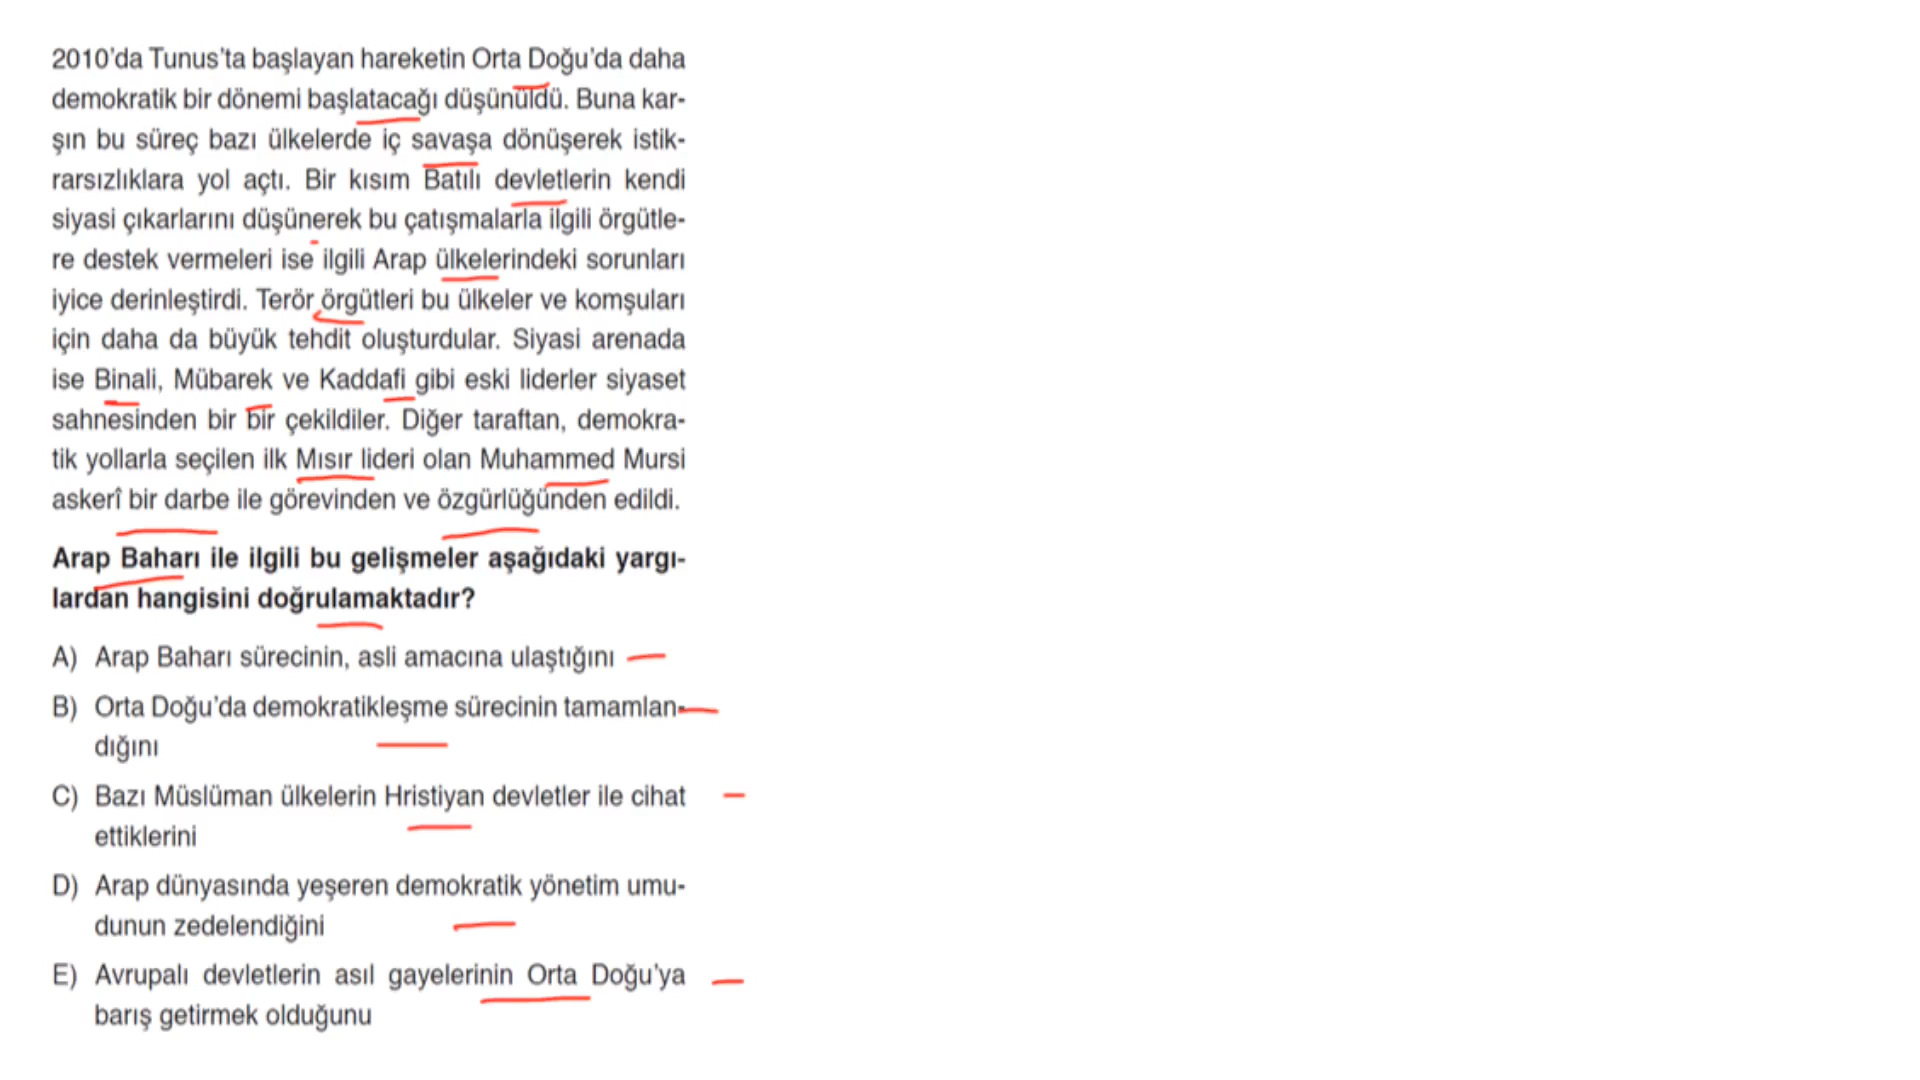 2010’da Tunus’ta başlayan hareketin Orta Doğu’da daha
demokratik bir dönemi başlatacağı düşünüldü. Buna kar-
şın bu süreç bazı ülkelerde iç savaşa dönüşerek istik-
rarsızlıklara yol açtı. Bir kısım Batılı devletlerin kendi
siyasi çıkarlarını düşünerek bu çatışmalarla ilgili örgütle-
re destek vermeleri ise ilgili Arap ülkelerindeki sorunları
iyice derinleştirdi. Terör örgütleri bu ülkeler ve komşuları
için daha da büyük tehdit oluşturdular. Siyasi arenada
ise Binali, Mübarek ve Kaddafi gibi eski liderler siyaset
sahnesinden bir bir çekildiler. Diğer taraftan, demokra-
tik yollarla seçilen ilk Mısır lideri olan Muhammed Mursi
askerî bir darbe ile görevinden ve özgürlüğünden edildi.
Arap Baharı ile ilgili bu gelişmeler aşağıdaki yargı-
lardan hangisini doğrulamaktadır?
A) Arap Baharı sürecinin, asli amacına ulaştığını
B) Orta Doğu’da demokratikleşme sürecinin tamamlan-
dığını
C) Bazı Müslüman ülkelerin Hristiyan devletler ile cihat
ettiklerini
D) Arap dünyasında yeşeren demokratik yönetim umu-
dunun zedelendiğini
E) Avrupalı devletlerin asıl gayelerinin Orta Doğu’ya
barış getirmek olduğunu